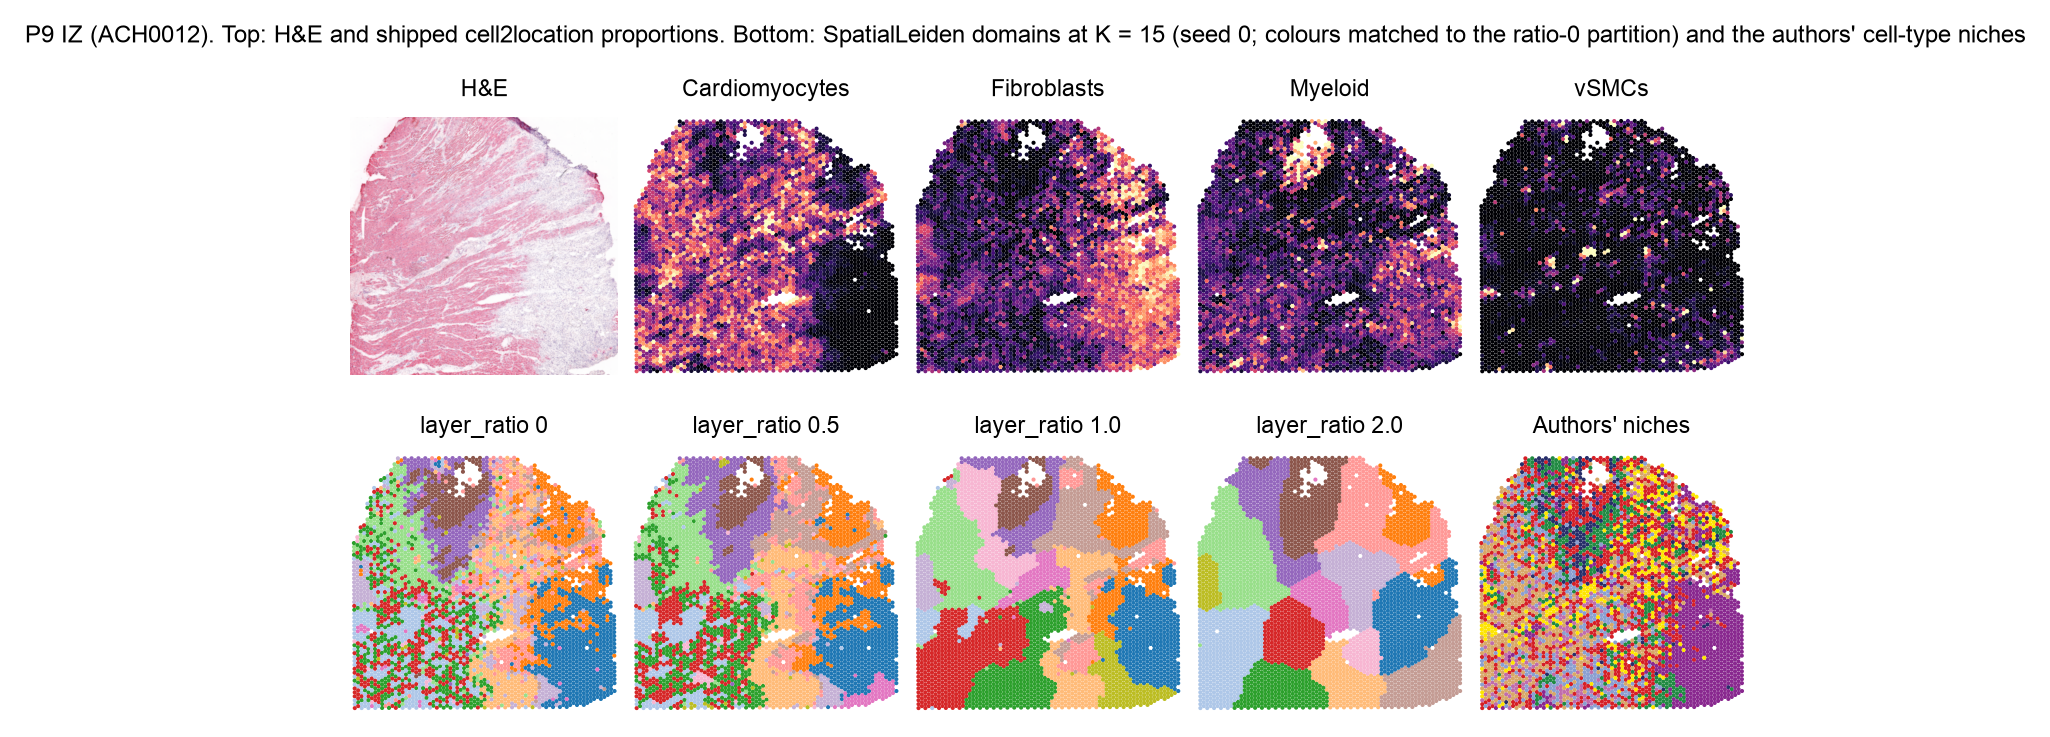 P9 IZ (ACH0012). Top: H&E and shipped cell2location proportions. Bottom: SpatialLeiden domains at K = 15 (seed 0; colours matched to the ratio-0 partition) and the authors' cell-type niches
H&E
Cardiomyocytes
Fibroblasts
Myeloid
vSMCs
layer_ratio 0
layer_ratio 0.5
layer_ratio 1.0
layer_ratio 2.0
Authors' niches